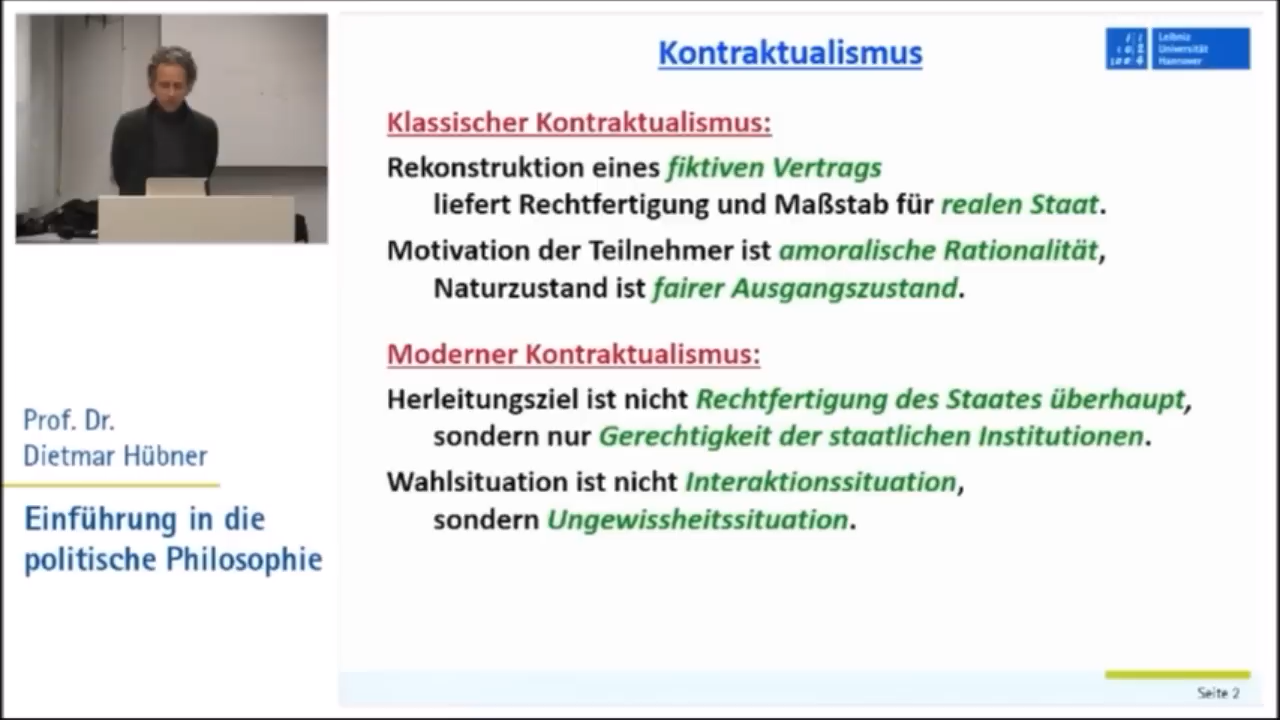 Kontraktualismus
Leibniz
Universität
Hannover
Klassischer Kontraktualismus:
Rekonstruktion eines fiktiven Vertrags
liefert Rechtfertigung und Maßstab für realen Staat.
Motivation der Teilnehmer ist amoralische Rationalität,
Naturzustand ist fairer Ausgangszustand.
Moderner Kontraktualismus:
Herleitungsziel ist nicht Rechtfertigung des Staates überhaupt,
sondern nur Gerechtigkeit der staatlichen Institutionen.
Wahlsituation ist nicht Interaktionssituation,
sondern Ungewissheitssituation.
Prof. Dr.
Dietmar Hübner
Einführung in die
politische Philosophie
Seite 2